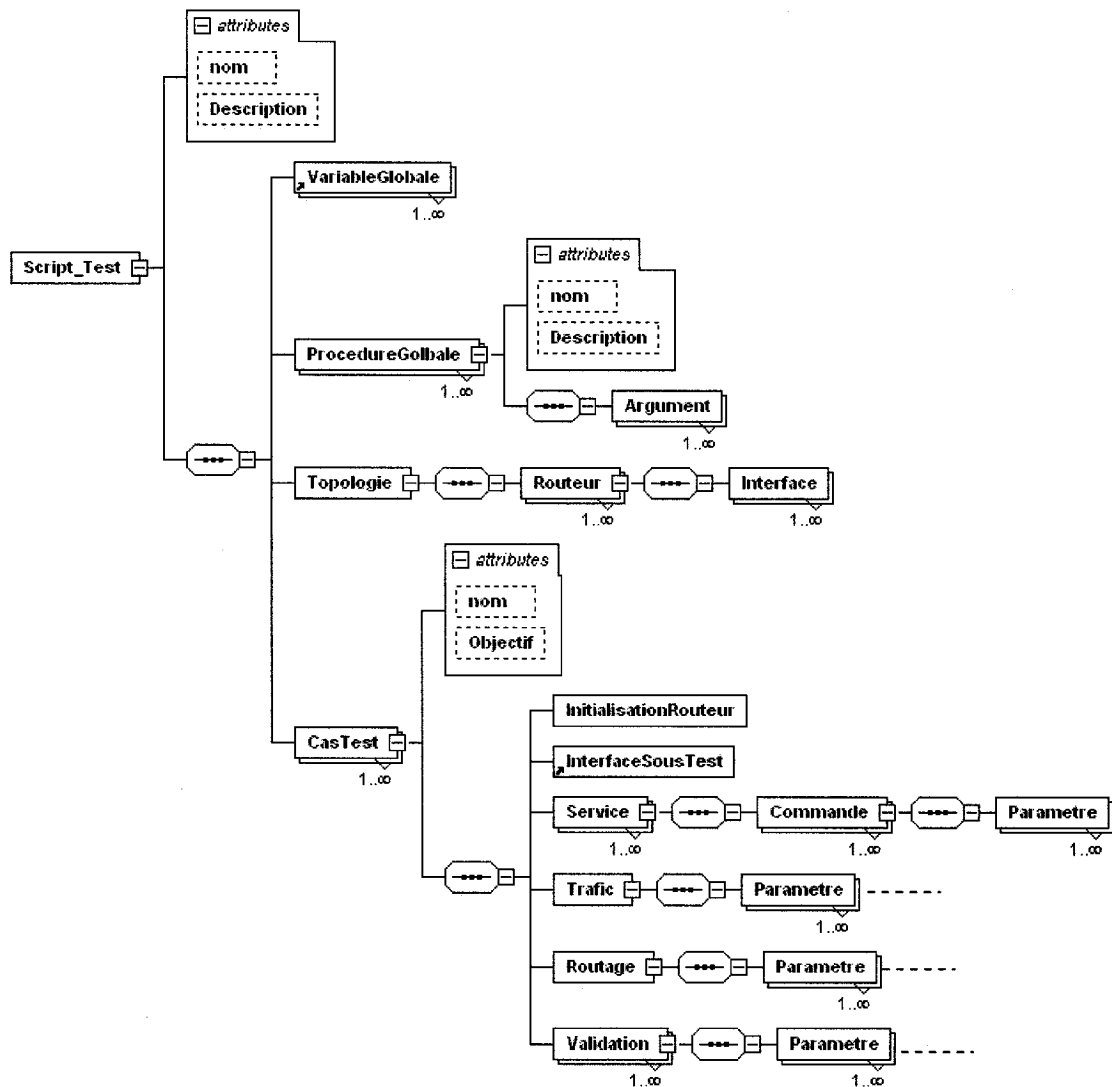 attributes
nom
Description
VariableGlobale
1..∞
Script_Test
attributes
nom
Description
ProcedureGolbale
1..∞
Argument
1..∞
Topologie
Routeur
1..∞
Interface
1..∞
attributes
nom
Objectif
CasTest
1..∞
InitialisationRouteur
InterfaceSousTest
Service
1..∞
Commande
1..∞
Parametre
1..∞
Trafic
Parametre
1..∞
Routage
Parametre
1..∞
Validation
1..∞
Parametre
1..∞